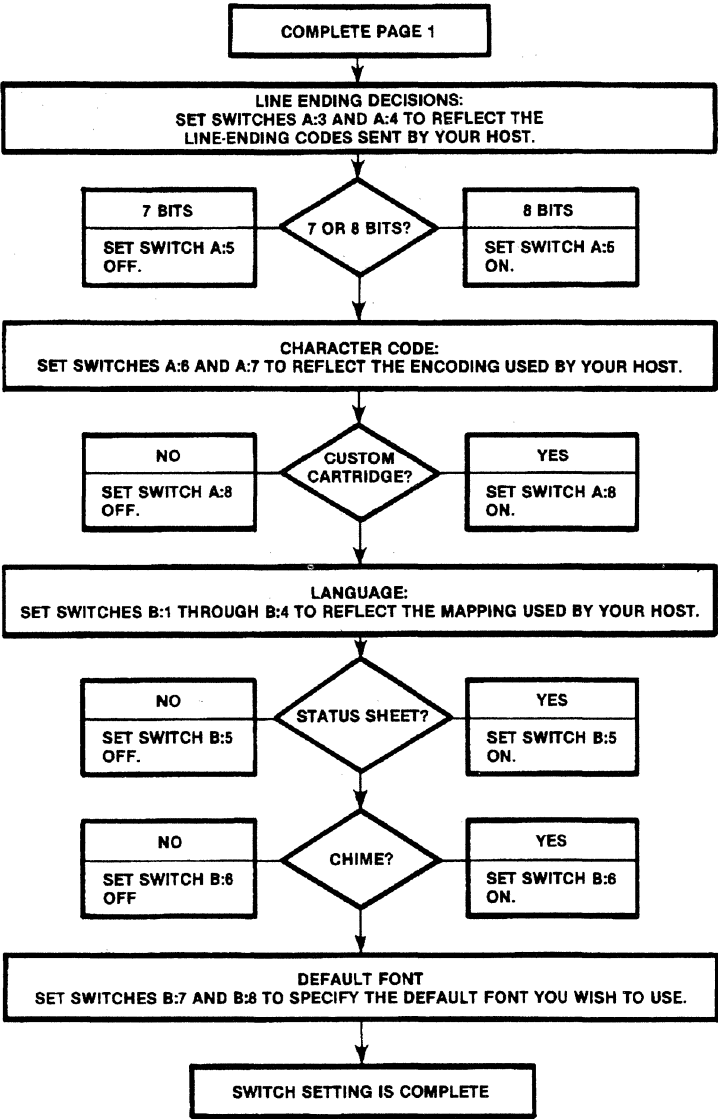 COMPLETE PAGE 1
LINE ENDING DECISIONS:
SET SWITCHES A:3 AND A:4 TO REFLECT THE
LINE-ENDING CODES SENT BY YOUR HOST.
7 BITS
SET SWITCH A:5
OFF.
7 OR 8 BITS?
8 BITS
SET SWITCH A:5
ON.
CHARACTER CODE:
SET SWITCHES A:6 AND A:7 TO REFLECT THE ENCODING USED BY YOUR HOST.
NO
SET SWITCH A:8
OFF.
CUSTOM
CARTRIDGE?
YES
SET SWITCH A:8
ON.
LANGUAGE:
SET SWITCHES B:1 THROUGH B:4 TO REFLECT THE MAPPING USED BY YOUR HOST.
NO
SET SWITCH B:5
OFF.
STATUS SHEET?
YES
SET SWITCH B:5
ON.
NO
SET SWITCH B:6
OFF
CHIME?
YES
SET SWITCH B:6
ON.
DEFAULT FONT
SET SWITCHES B:7 AND B:8 TO SPECIFY THE DEFAULT FONT YOU WISH TO USE.
SWITCH SETTING IS COMPLETE